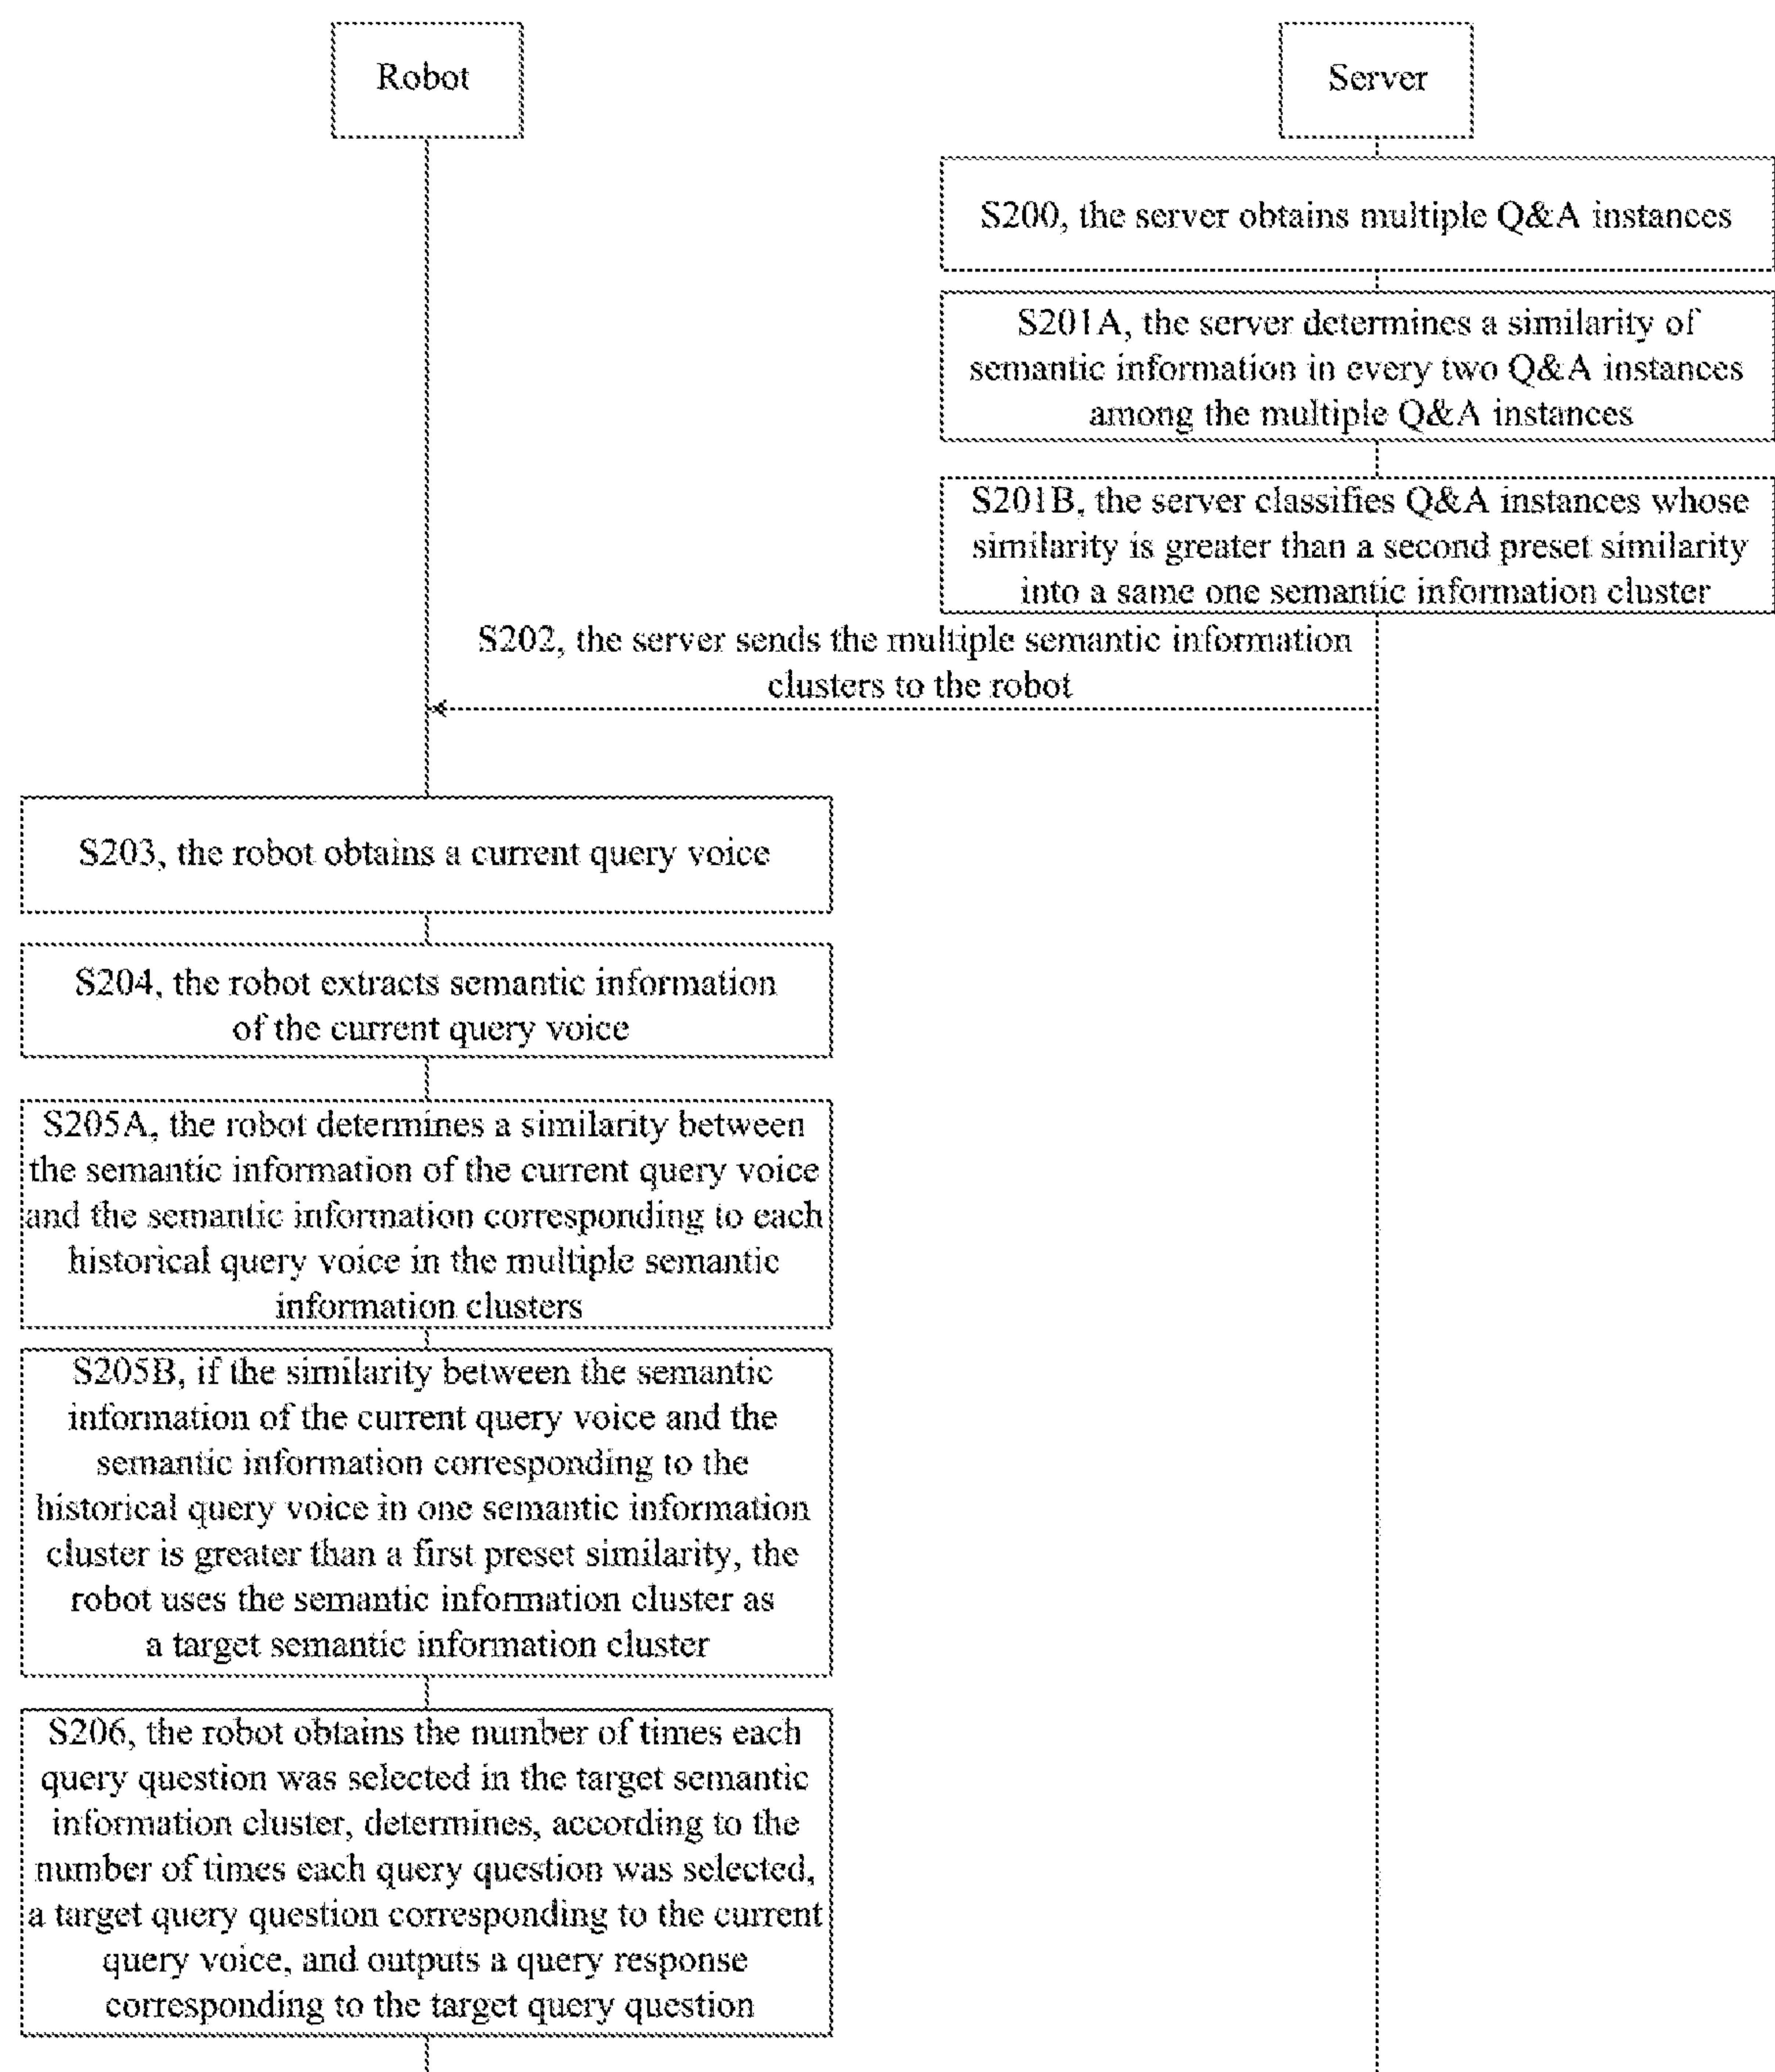 Robot
Server
S200, the server obtains multiple Q&A instances
S201A, the server determines a similarity of
semantic information in every two Q&A instances
among the multiple Q&A instances
S201B, the server classifies Q&A instances whose
similarity is greater than a second preset similarity
into a same one semantic information cluster
S202, the server sends the multiple semantic information
clusters to the robot
S203, the robot obtains a current query voice
S204, the robot extracts semantic information
of the current query voice
S205A, the robot determines a similarity between
the semantic information of the current query voice
and the semantic information corresponding to each
historical query voice in the multiple semantic
information clusters
S205B, if the similarity between the semantic
information of the current query voice and the
semantic information corresponding to the
historical query voice in one semantic information
cluster is greater than a first preset similarity, the
robot uses the semantic information cluster as
a target semantic information cluster
S206, the robot obtains the number of times each
query question was selected in the target semantic
information cluster, determines, according to the
number of times each query question was selected,
a target query question corresponding to the current
query voice, and outputs a query response
corresponding to the target query question